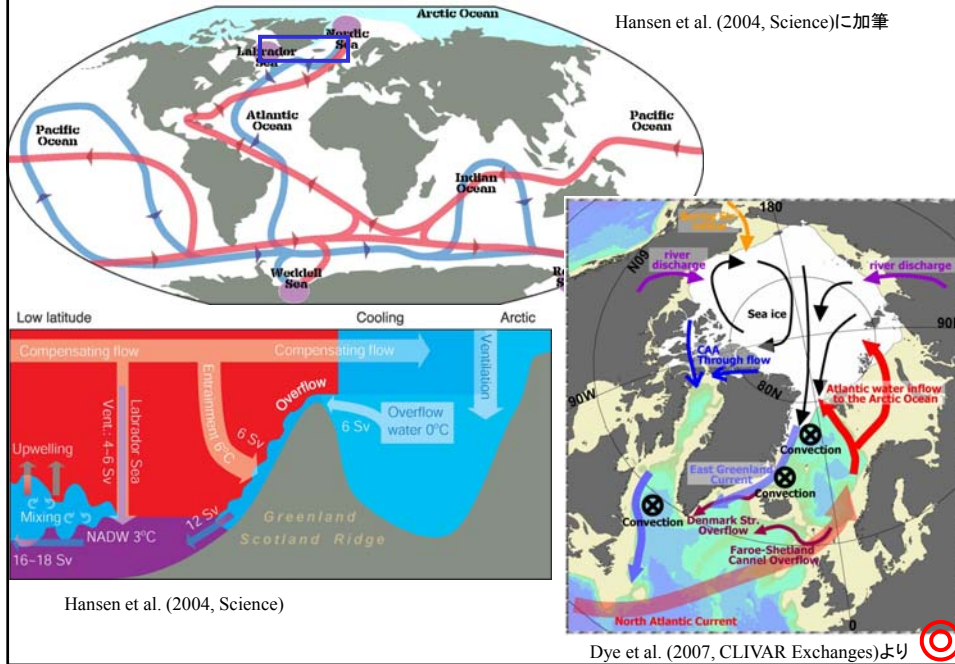 Hansen et al. (2004, Science)に加筆
Arctic Ocean
Nordic
Sea
Labrador
Sea
Pacific
Ocean
Atlantic
Ocean
Pacific
Ocean
Indian
Ocean
Weddell
Sea
Low latitude
Cooling
Arctic
Compensating flow
Compensating flow
Ventilation
Overflow
Entrainment 6°C
6 Sv
6 Sv
Overflow
water 0°C
Labrador Sea
Vent.: 4–6 Sv
Upwelling
Mixing
12 Sv
NADW 3°C
16–18 Sv
Greenland
Scotland Ridge
Hansen et al. (2004, Science)
180
60N
river
discharge
river discharge
Sea ice
90E
CAA
Through flow
80N
90W
Atlantic water inflow
to the Arctic Ocean
Convection
East Greenland
Current
Convection
Convection
Denmark Str.
Overflow
Faroe-Shetland
Cannel Overflow
North Atlantic Current
0
Dye et al. (2007, CLIVAR Exchanges)より